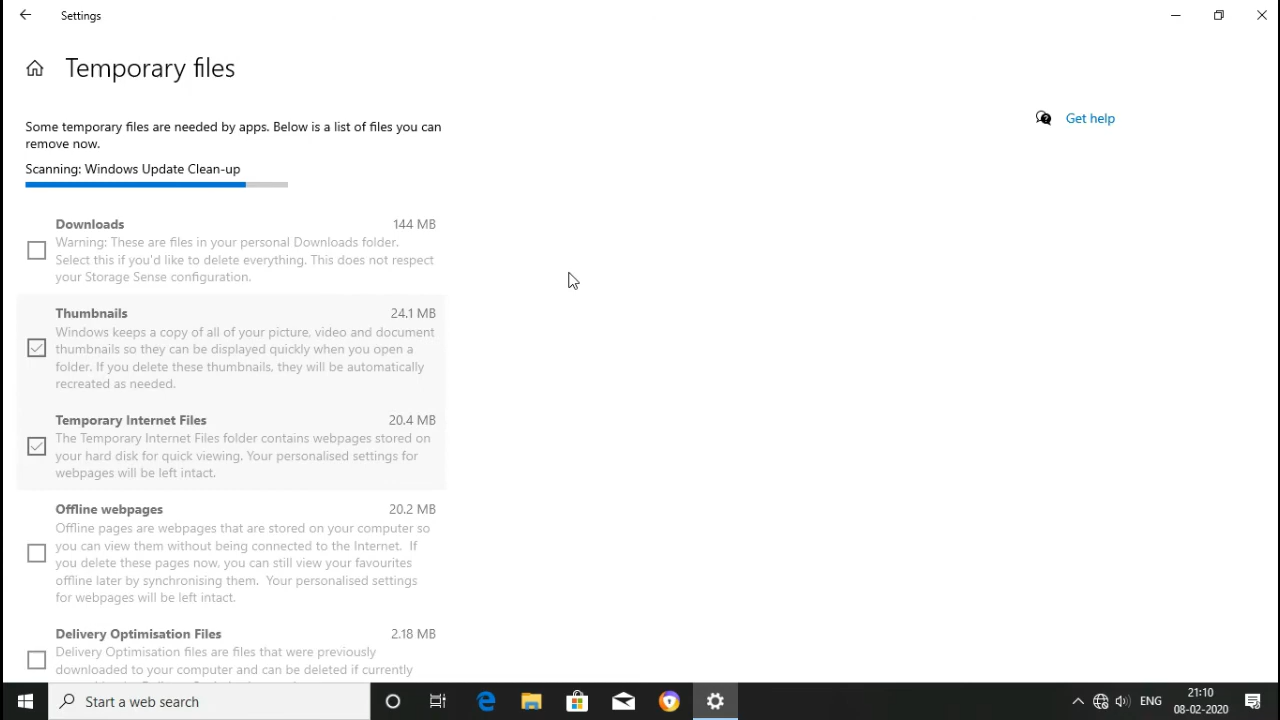 Settings
Temporary files
Some temporary files are needed by apps. Below is a list of files you can
remove now.
Get help
Scanning: Windows Update Clean-up
Downloads 144 MB
Warning: These are files in your personal Downloads folder.
Select this if you'd like to delete everything. This does not respect
your Storage Sense configuration.
Thumbnails 24.1 MB
Windows keeps a copy of all of your picture, video and document
thumbnails so they can be displayed quickly when you open a
folder. If you delete these thumbnails, they will be automatically
recreated as needed.
Temporary Internet Files 20.4 MB
The Temporary Internet Files folder contains webpages stored on
your hard disk for quick viewing. Your personalised settings for
webpages will be left intact.
Offline webpages 20.2 MB
Offline pages are webpages that are stored on your computer so
you can view them without being connected to the Internet. If
you delete these pages now, you can still view your favourites
offline later by synchronising them. Your personalised settings
for webpages will be left intact.
Delivery Optimisation Files 2.18 MB
Delivery Optimisation files are files that were previously
downloaded to your computer and can be deleted if currently
Start a web search
ENG
21:10
08-02-2020